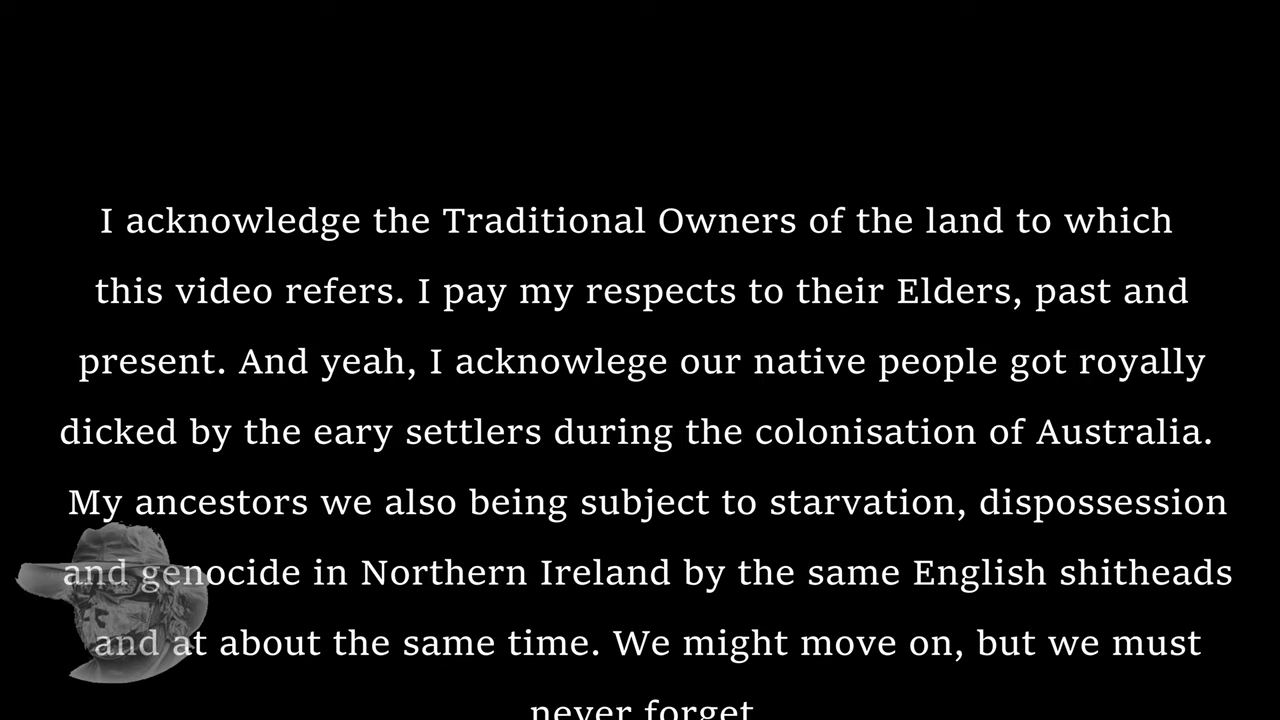 I acknowledge the Traditional Owners of the land to which
this video refers. I pay my respects to their Elders, past and
present. And yeah, I acknowlege our native people got royally
dicked by the eary settlers during the colonisation of Australia.
My ancestors we also being subject to starvation, dispossession
and genocide in Northern Ireland by the same English shitheads
and at about the same time. We might move on, but we must
never forget